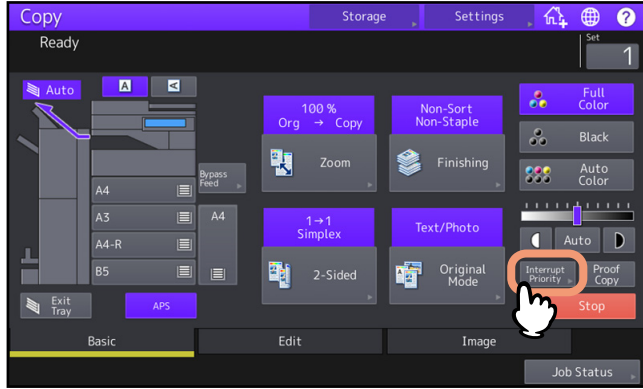 Copy
Storage
Settings
?
Ready
Set
1
Auto
A
A
100 %
Org → Copy
Zoom
Non-Sort
Non-Staple
Finishing
Full
Color
Black
Auto
Color
Bypass
Feed
A4
A3
A4-R
B5
A4
1→1
Simplex
2-Sided
Text/Photo
Original
Mode
Auto
Interrupt
Priority
Proof
Copy
Exit
Tray
APS
Stop
Basic
Edit
Image
Job Status